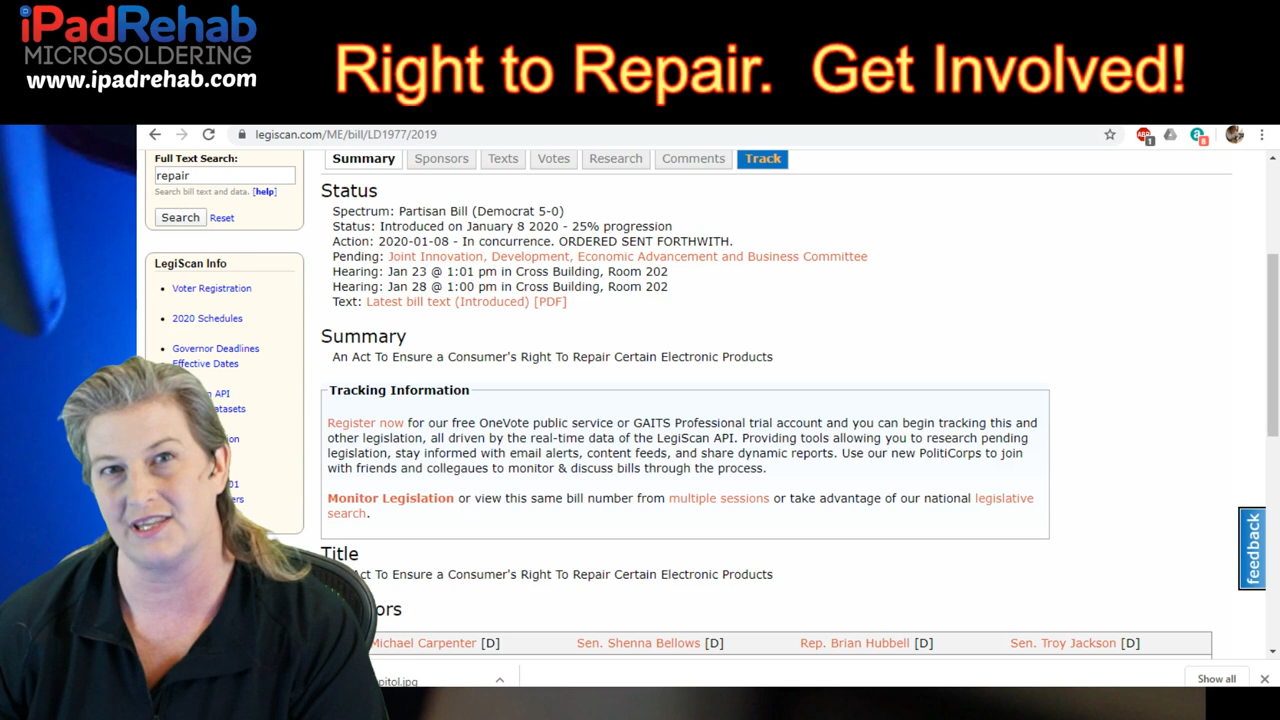 iPadRehab
MICROSOLDERING
www.ipadrehab.com
Right to Repair. Get Involved!
legiscan.com/ME/bill/LD1977/2019
ABP
1
a
8
Full Text Search:
repair
Search bill text and data. [help]
Search Reset
LegiScan Info
Voter Registration
2020 Schedules
Governor Deadlines
Effective Dates
API
atasets
Summary Sponsors Texts Votes Research Comments Track
Status
Spectrum: Partisan Bill (Democrat 5-0)
Status: Introduced on January 8 2020 - 25% progression
Action: 2020-01-08 - In concurrence. ORDERED SENT FORTHWITH.
Pending: Joint Innovation, Development, Economic Advancement and Business Committee
Hearing: Jan 23 @ 1:01 pm in Cross Building, Room 202
Hearing: Jan 28 @ 1:00 pm in Cross Building, Room 202
Text: Latest bill text (Introduced) [PDF]
Summary
An Act To Ensure a Consumer's Right To Repair Certain Electronic Products
Tracking Information
Register now for our free OneVote public service or GAITS Professional trial account and you can begin tracking this and
other legislation, all driven by the real-time data of the LegiScan API. Providing tools allowing you to research pending
legislation, stay informed with email alerts, content feeds, and share dynamic reports. Use our new PolitiCorps to join
with friends and collegaues to monitor & discuss bills through the process.
Monitor Legislation or view this same bill number from multiple sessions or take advantage of our national legislative
search.
Title
Act To Ensure a Consumer's Right To Repair Certain Electronic Products
ors
Michael Carpenter [D] Sen. Shenna Bellows [D] Rep. Brian Hubbell [D] Sen. Troy Jackson [D]
feedback
pitol.jpg
Show all